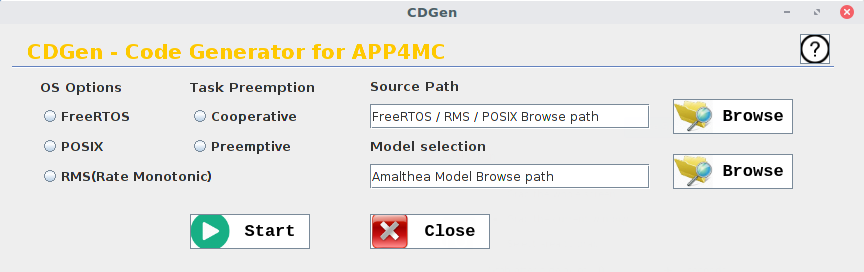 CDGen
CDGen - Code Generator for APP4MC
?
OS Options
FreeRTOS
POSIX
RMS(Rate Monotonic)
Task Preemption
Cooperative
Preemptive
Source Path
FreeRTOS / RMS / POSIX Browse path
Browse
Model selection
Amalthea Model Browse path
Browse
Start
Close